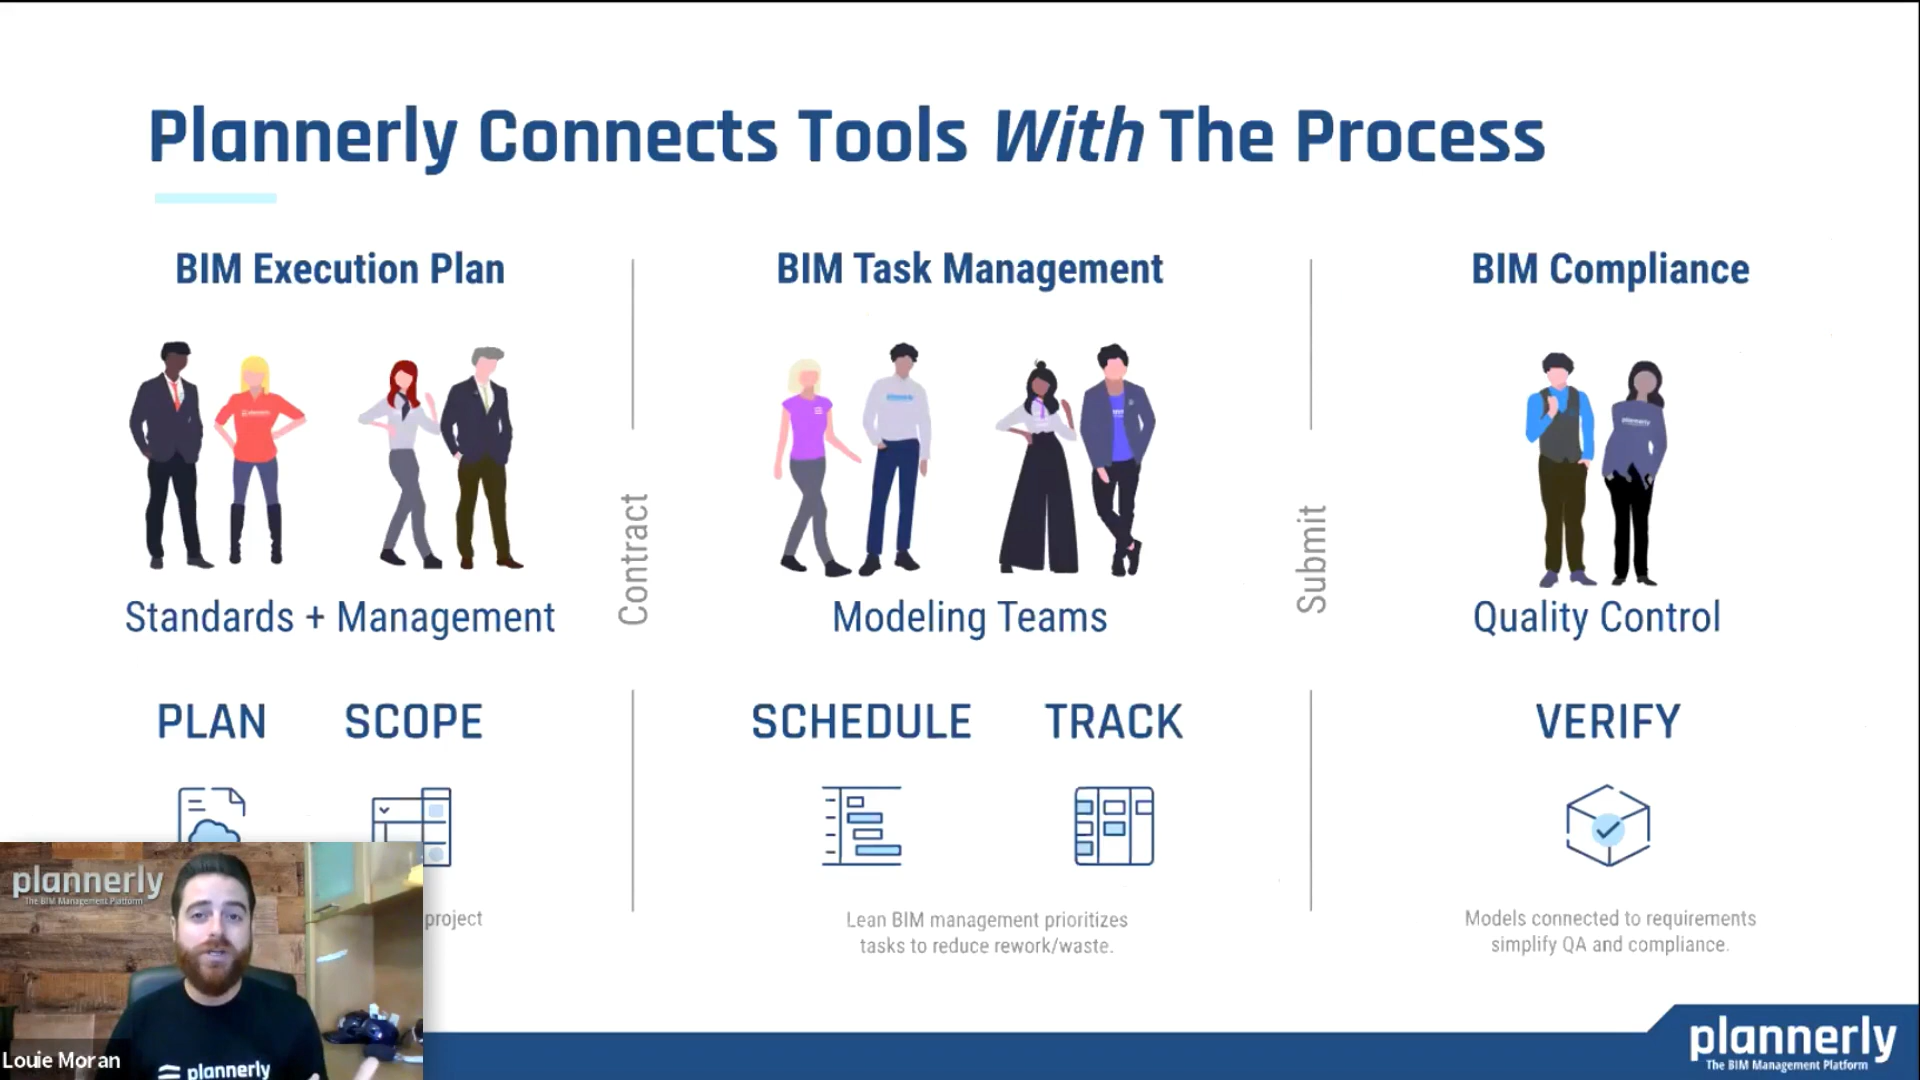 Plannerly Connects Tools With The Process
BIM Execution Plan
BIM Task Management
BIM Compliance
Contract
Submit
Standards + Management
Modeling Teams
Quality Control
PLAN
SCOPE
SCHEDULE
TRACK
VERIFY
project
Lean BIM management prioritizes
tasks to reduce rework/waste.
Models connected to requirements
simplify QA and compliance.
plannerly
The BIM Management Platform
Louie Moran
plannerly
plannerly
The BIM Management Platform